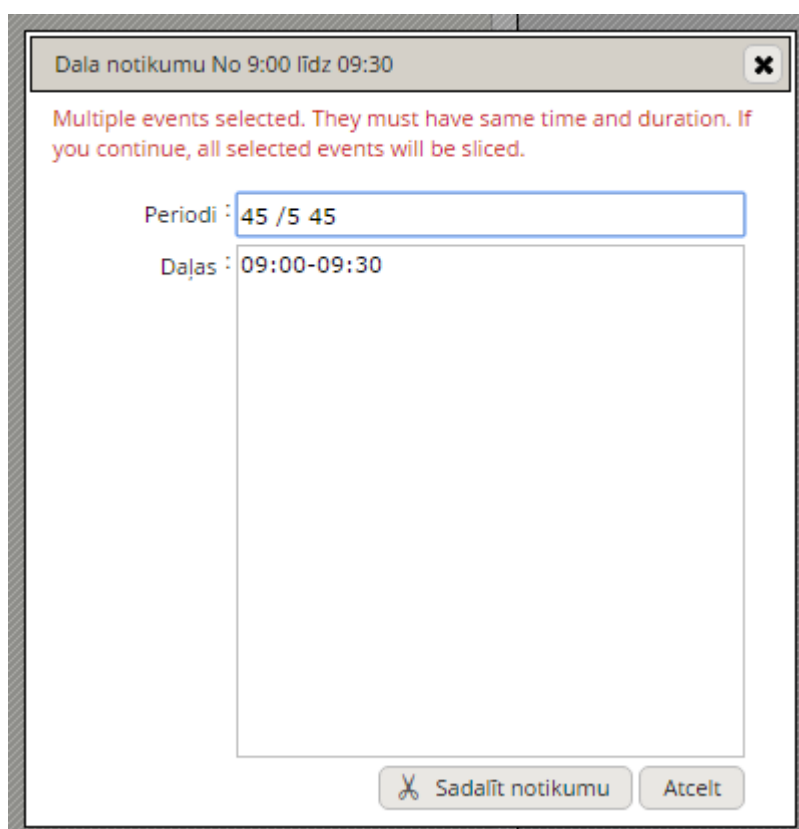 Dala notikumu No 9:00 līdz 09:30
Multiple events selected. They must have same time and duration. If
you continue, all selected events will be sliced.
Periodi : 45 /5 45
Daļas : 09:00-09:30
Sadalīt notikumu Atcelt